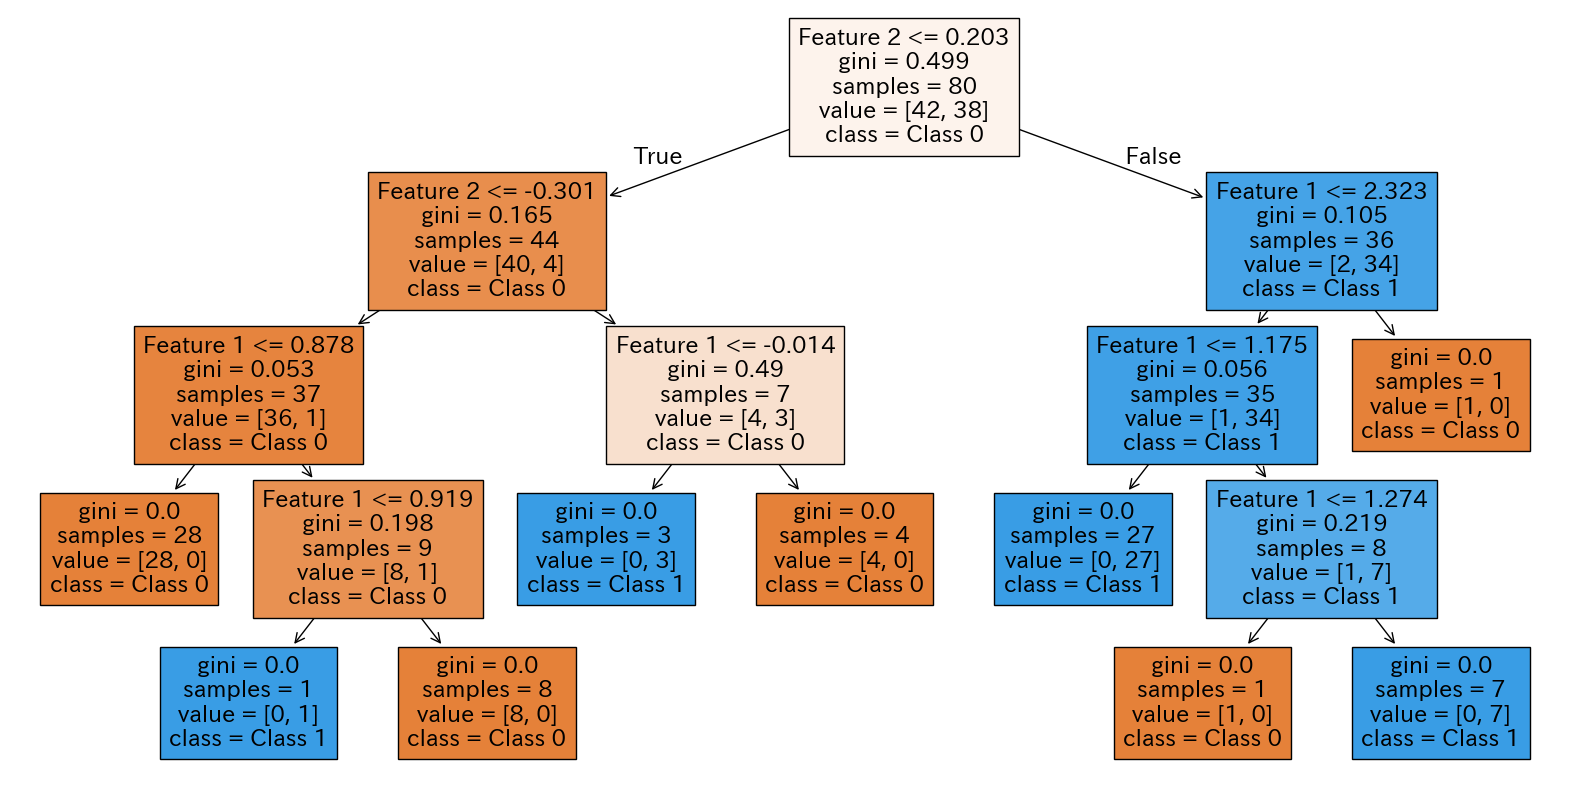 Feature 2 <= 0.203
gini = 0.499
samples = 80
value = [42, 38]
class = Class 0
True
False
Feature 2 <= -0.301
gini = 0.165
samples = 44
value = [40, 4]
class = Class 0
Feature 1 <= 2.323
gini = 0.105
samples = 36
value = [2, 34]
class = Class 1
Feature 1 <= 0.878
gini = 0.053
samples = 37
value = [36, 1]
class = Class 0
Feature 1 <= -0.014
gini = 0.49
samples = 7
value = [4, 3]
class = Class 0
Feature 1 <= 1.175
gini = 0.056
samples = 35
value = [1, 34]
class = Class 1
gini = 0.0
samples = 1
value = [1, 0]
class = Class 0
gini = 0.0
samples = 28
value = [28, 0]
class = Class 0
Feature 1 <= 0.919
gini = 0.198
samples = 9
value = [8, 1]
class = Class 0
gini = 0.0
samples = 3
value = [0, 3]
class = Class 1
gini = 0.0
samples = 4
value = [4, 0]
class = Class 0
gini = 0.0
samples = 27
value = [0, 27]
class = Class 1
Feature 1 <= 1.274
gini = 0.219
samples = 8
value = [1, 7]
class = Class 1
gini = 0.0
samples = 1
value = [0, 1]
class = Class 1
gini = 0.0
samples = 8
value = [8, 0]
class = Class 0
gini = 0.0
samples = 1
value = [1, 0]
class = Class 0
gini = 0.0
samples = 7
value = [0, 7]
class = Class 1